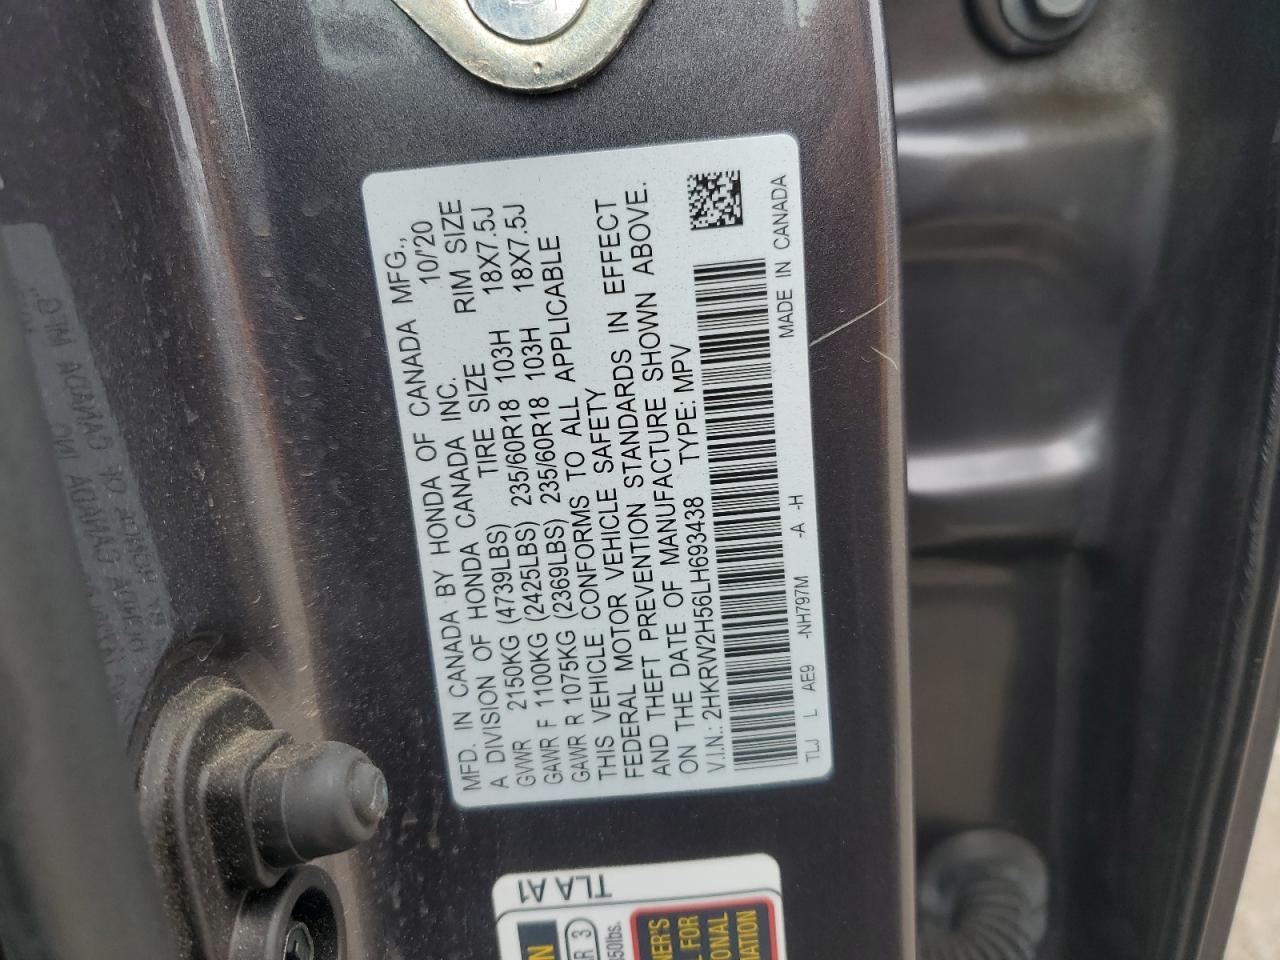 MFD. IN CANADA BY HONDA OF CANADA MFG.,
A DIVISION OF HONDA CANADA INC. 10/'20
TIRE SIZE RIM SIZE
GVWR 2150KG (4739LBS)
GAWR F 1100KG (2425LBS) 235/60R18 103H 18X7.5J
GAWR R 1075KG (2369LBS) 235/60R18 103H 18X7.5J
THIS VEHICLE CONFORMS TO ALL APPLICABLE
FEDERAL MOTOR VEHICLE SAFETY
AND THEFT PREVENTION STANDARDS IN EFFECT
ON THE DATE OF MANUFACTURE SHOWN ABOVE.
V.I.N.: 2HKRW2H56LH693438 TYPE: MPV
TLJ L AE9 -NH797M -A -H MADE IN CANADA
TLA A1